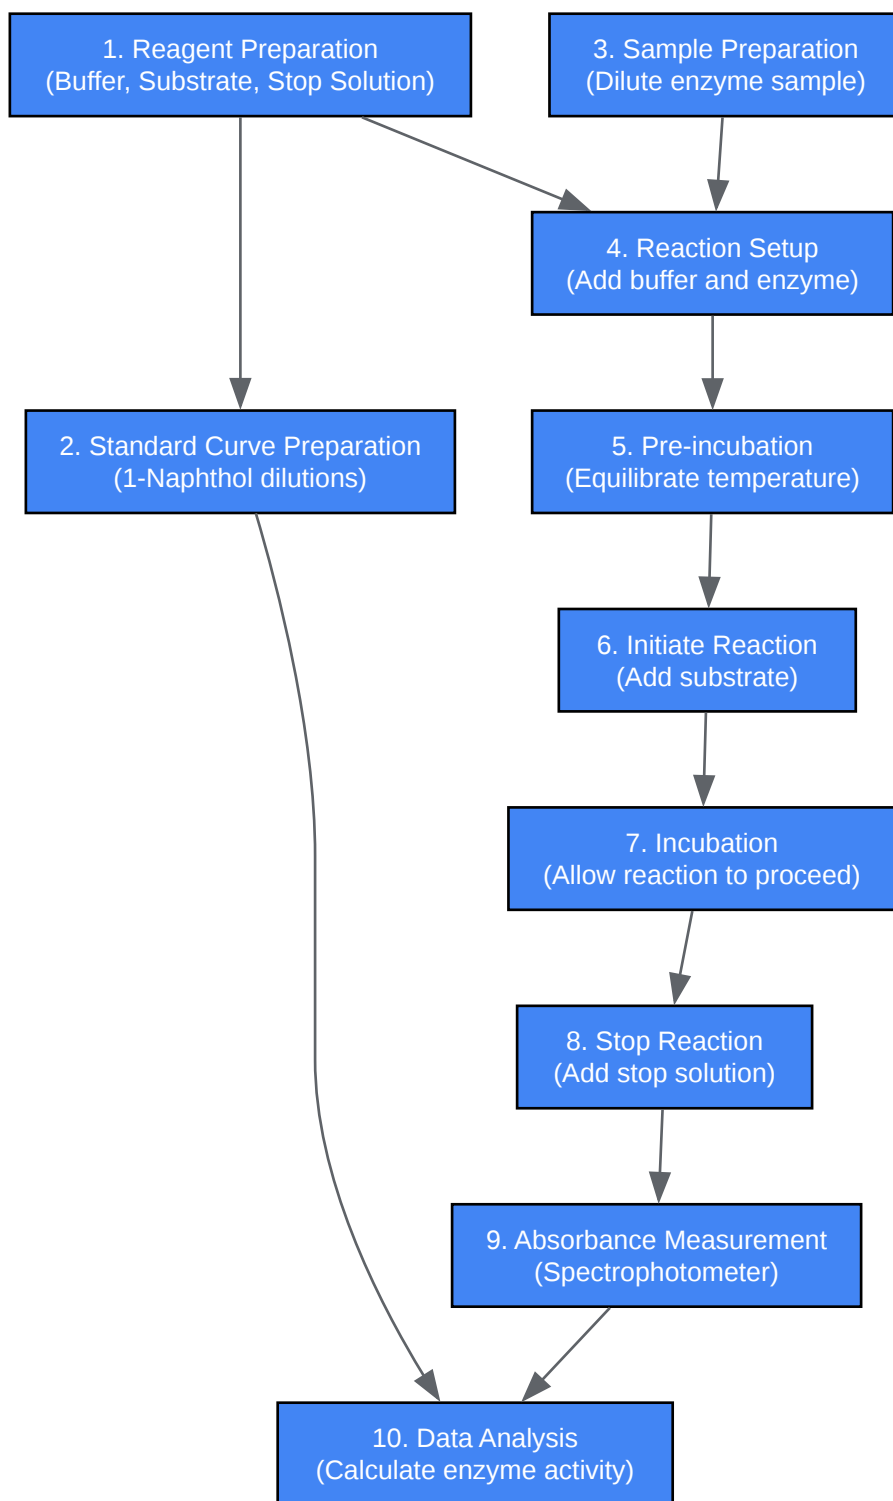 1. Reagent Preparation
(Buffer, Substrate, Stop Solution)
3. Sample Preparation
(Dilute enzyme sample)
4. Reaction Setup
(Add buffer and enzyme)
2. Standard Curve Preparation
(1-Naphthol dilutions)
5. Pre-incubation
(Equilibrate temperature)
6. Initiate Reaction
(Add substrate)
7. Incubation
(Allow reaction to proceed)
8. Stop Reaction
(Add stop solution)
9. Absorbance Measurement
(Spectrophotometer)
10. Data Analysis
(Calculate enzyme activity)